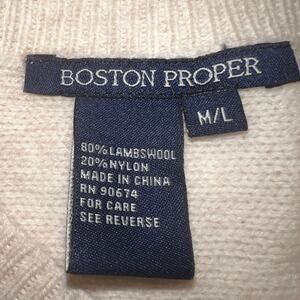 BOSTON PROPER
M/L
80%LAMBSWOOL
20%NYLON
MADE IN CHINA
RN 90674
FOR CARE
SEE REVERSE